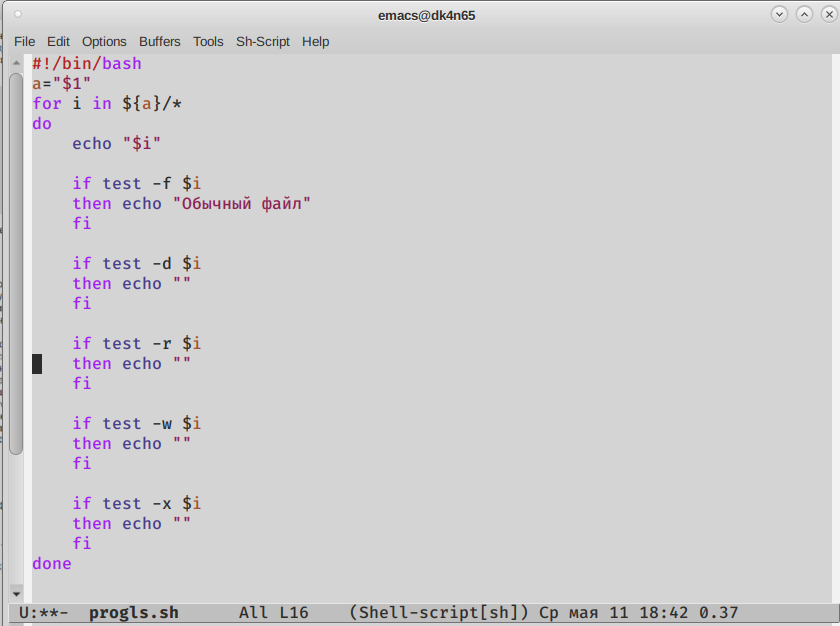 emacs@dk4n65
File Edit Options Buffers Tools Sh-Script Help
#!/bin/bash
a="$1"
for i in ${a}/*
do
    echo "$i"

    if test -f $i
    then echo "Обычный файл"
    fi

    if test -d $i
    then echo ""
    fi

    if test -r $i
    then echo ""
    fi

    if test -w $i
    then echo ""
    fi

    if test -x $i
    then echo ""
    fi
done
U:**-  progls.sh      All L16    (Shell-script[sh]) Ср мая 11 18:42 0.37